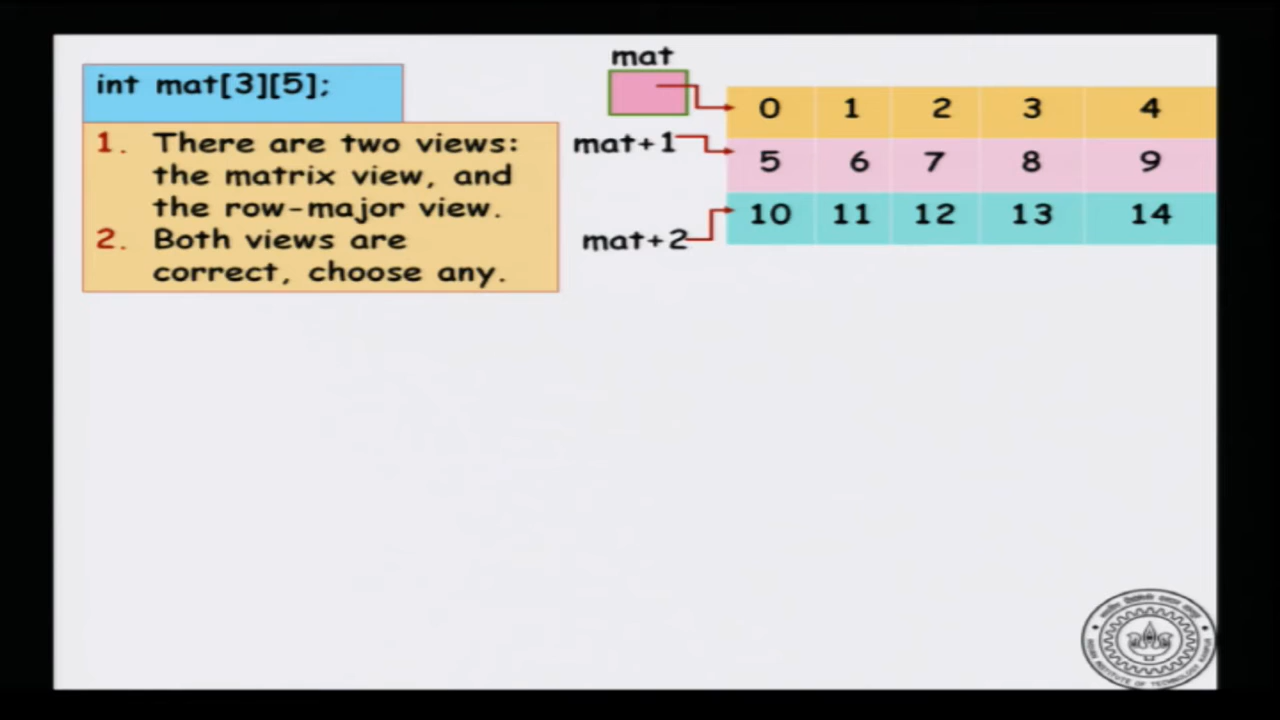 int mat[3][5];
1. There are two views:
the matrix view, and
the row-major view.
2. Both views are
correct, choose any.
mat
mat+1
mat+2
0 1 2 3 4
5 6 7 8 9
10 11 12 13 14